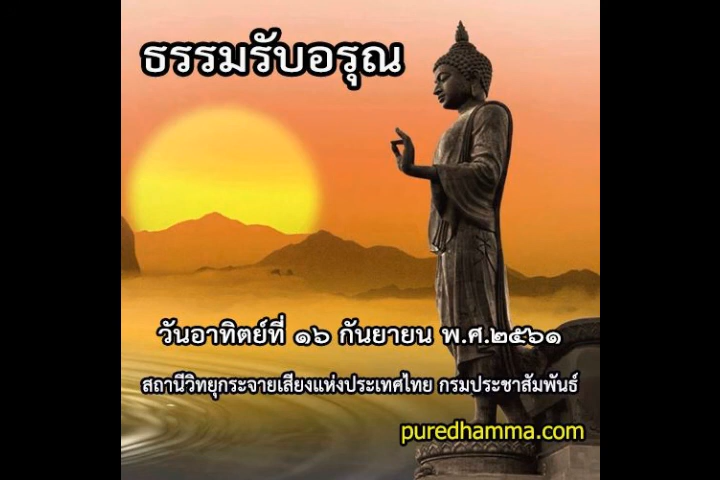 ธรรมรับอรุณ
วันอาทิตย์ที่ ๑๖ กันยายน พ.ศ.๒๕๖๑
สถานีวิทยุกระจายเสียงแห่งประเทศไทย กรมประชาสัมพันธ์
puredhamma.com